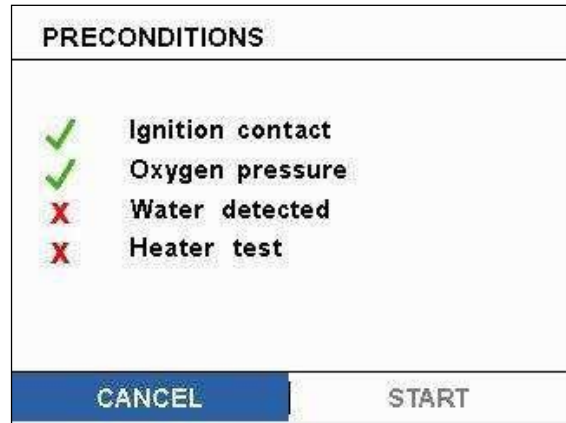 PRECONDITIONS
Ignition contact
Oxygen pressure
Water detected
Heater test
CANCEL START